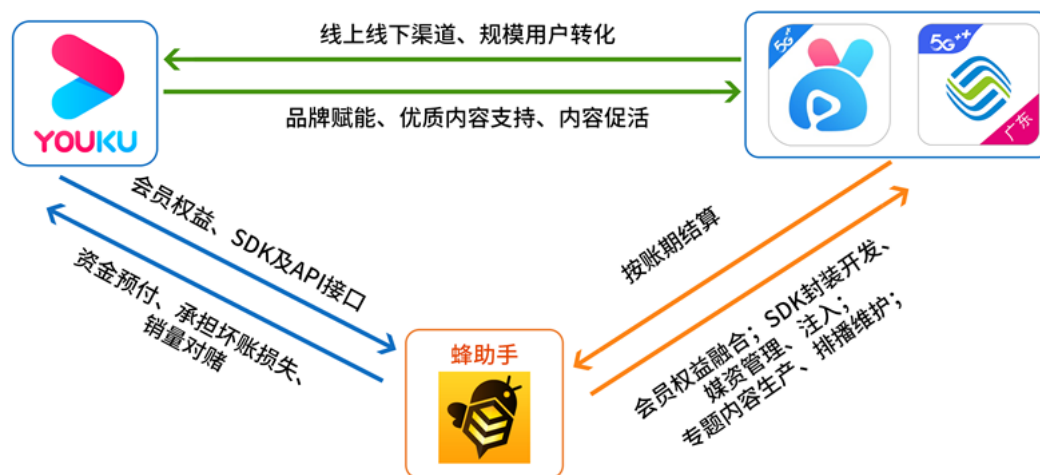 线上线下渠道、规模用户转化
品牌赋能、优质内容支持、内容促活
YOUKU
5G⁺
5G⁺⁺
广东
会员权益、SDK及API接口
资金预付、承担坏账损失、
销量对赌
按账期结算
会员权益融合；SDK封装开发、
媒资管理、注入；
专题内容生产、排播维护；
蜂助手